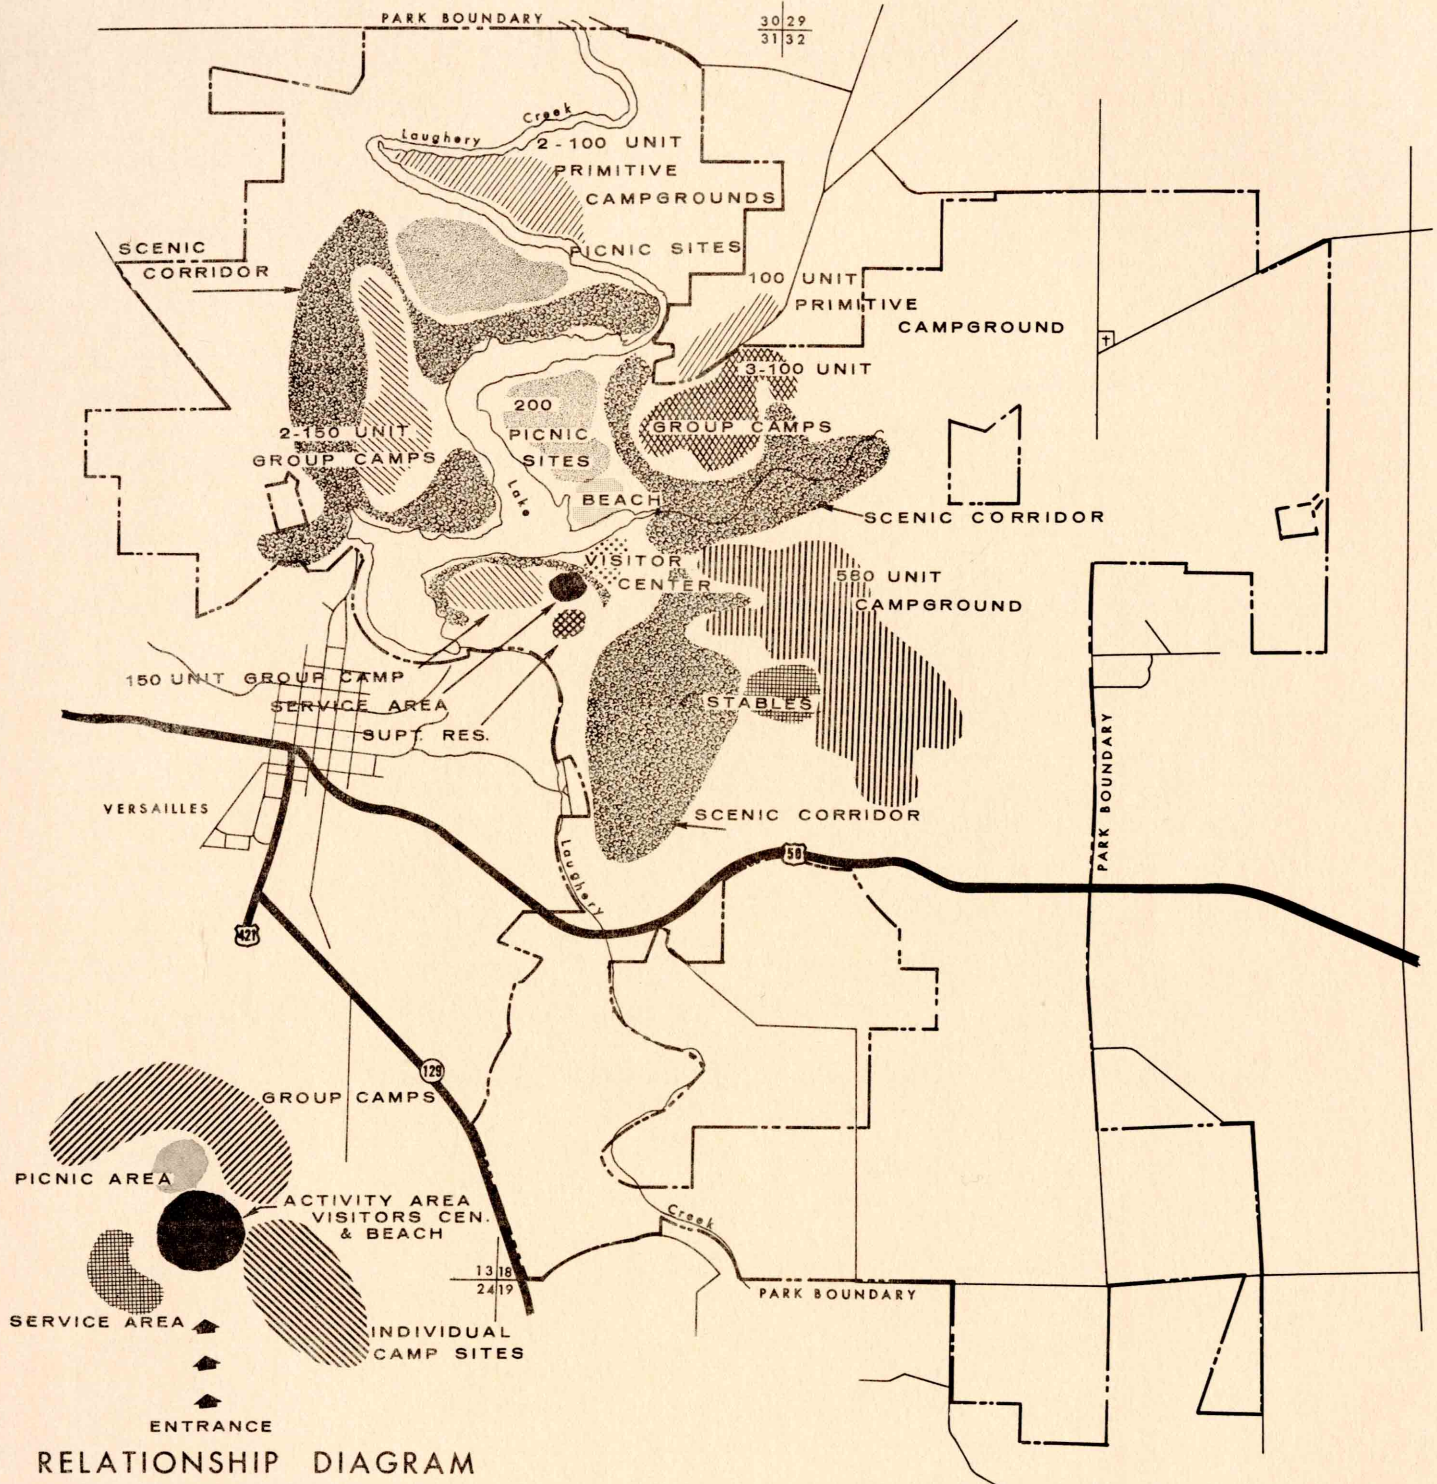 PARK BOUNDARY
30 29
31 32
Laughery Creek
2-100 UNIT
PRIMITIVE
CAMPGROUNDS
PICNIC SITES
SCENIC
CORRIDOR
100 UNIT
PRIMITIVE
CAMPGROUND
3-100 UNIT
GROUP CAMPS
200
PICNIC
SITES
2-150 UNIT
GROUP CAMPS
BEACH
Lake
SCENIC CORRIDOR
VISITOR
CENTER
580 UNIT
CAMPGROUND
150 UNIT GROUP CAMP
SERVICE AREA
SUPT. RES.
STABLES
PARK BOUNDARY
VERSAILLES
SCENIC CORRIDOR
Laughery
50
421
129
GROUP CAMPS
PICNIC AREA
ACTIVITY AREA
VISITORS CEN.
& BEACH
Creek
13 18
24 19
PARK BOUNDARY
SERVICE AREA
INDIVIDUAL
CAMP SITES
ENTRANCE
RELATIONSHIP DIAGRAM